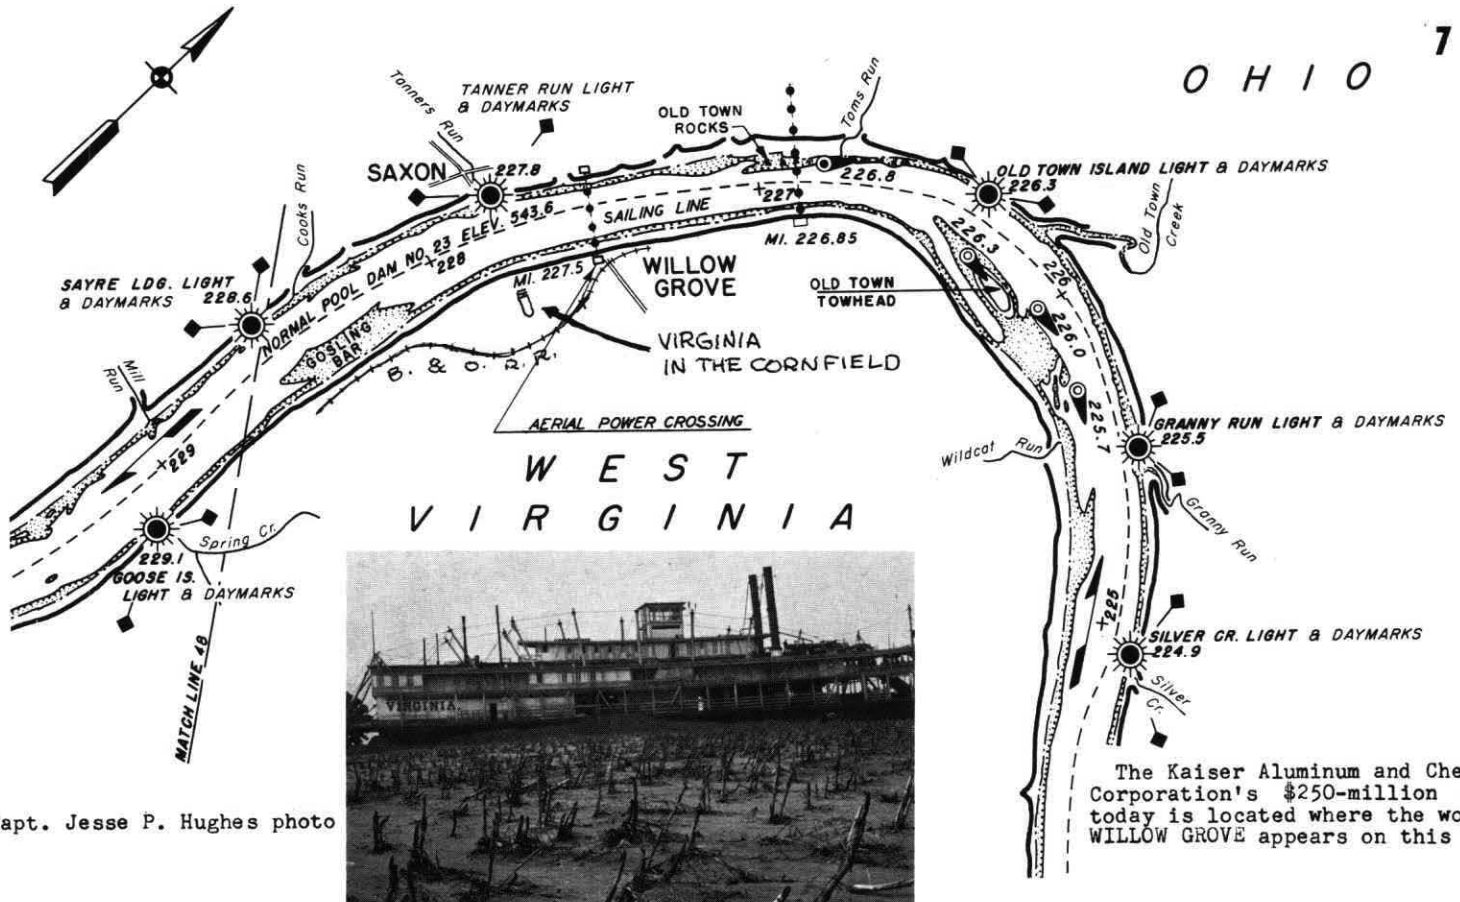 7
OHIO
TANNER RUN LIGHT
& DAYMARKS
Tanners Run
SAXON
227.8
OLD TOWN
ROCKS
Toms Run
226.8
OLD TOWN ISLAND LIGHT & DAYMARKS
226.3
Old Town
Creek
Cooks Run
SAYRE LDG. LIGHT
& DAYMARKS
228.6
NORMAL POOL DAM NO. 23 ELEV. 543.6
SAILING LINE
227
228
MI. 226.85
MI. 227.5
WILLOW
GROVE
226.3
226
OLD TOWN
TOWHEAD
226.0
GOSLING
BAR
VIRGINIA
IN THE CORNFIELD
B. & O. R.R.
Mill
Run
AERIAL POWER CROSSING
225.7
GRANNY RUN LIGHT & DAYMARKS
225.5
Wildcat Run
Granny Run
229
WEST
VIRGINIA
Spring Cr.
229.1
GOOSE IS.
LIGHT & DAYMARKS
MATCH LINE 48
225
SILVER CR. LIGHT & DAYMARKS
224.9
Silver
Cr.
VIRGINIA
apt. Jesse P. Hughes photo
The Kaiser Aluminum and Che
Corporation's $250-million
today is located where the wo
WILLOW GROVE appears on this